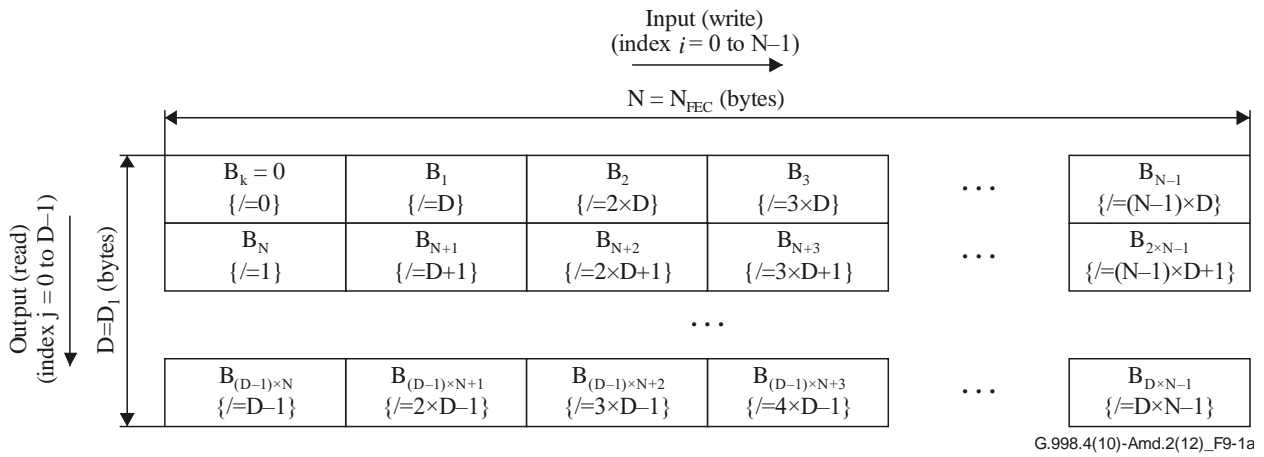 Input (write)
(index i = 0 to N–1)
N = N_FEC (bytes)
Output (read)
(index j = 0 to D–1)
D=D_1 (bytes)
B_k = 0
{/=0}
B_1
{/=D}
B_2
{/=2×D}
B_3
{/=3×D}
···
B_N–1
{/=(N–1)×D}
B_N
{/=1}
B_N+1
{/=D+1}
B_N+2
{/=2×D+1}
B_N+3
{/=3×D+1}
···
B_2×N–1
{/=(N–1)×D+1}
···
B_(D–1)×N
{/=D–1}
B_(D–1)×N+1
{/=2×D–1}
B_(D–1)×N+2
{/=3×D–1}
B_(D–1)×N+3
{/=4×D–1}
···
B_D×N–1
{/=D×N–1}
G.998.4(10)-Amd.2(12)_F9-1a